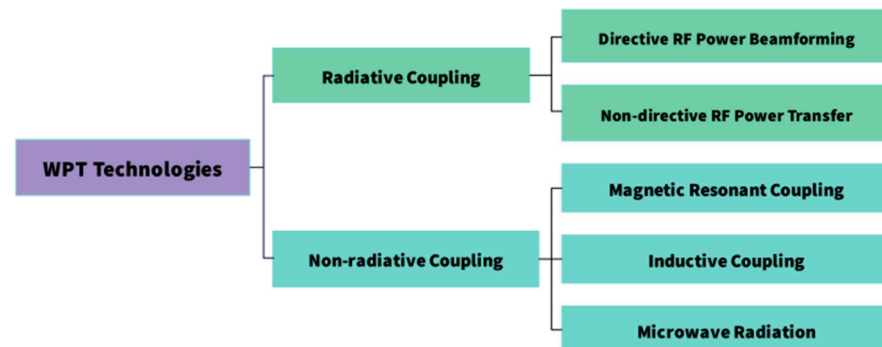 WPT Technologies
Radiative Coupling
Directive RF Power Beamforming
Non-directive RF Power Transfer
Non-radiative Coupling
Magnetic Resonant Coupling
Inductive Coupling
Microwave Radiation